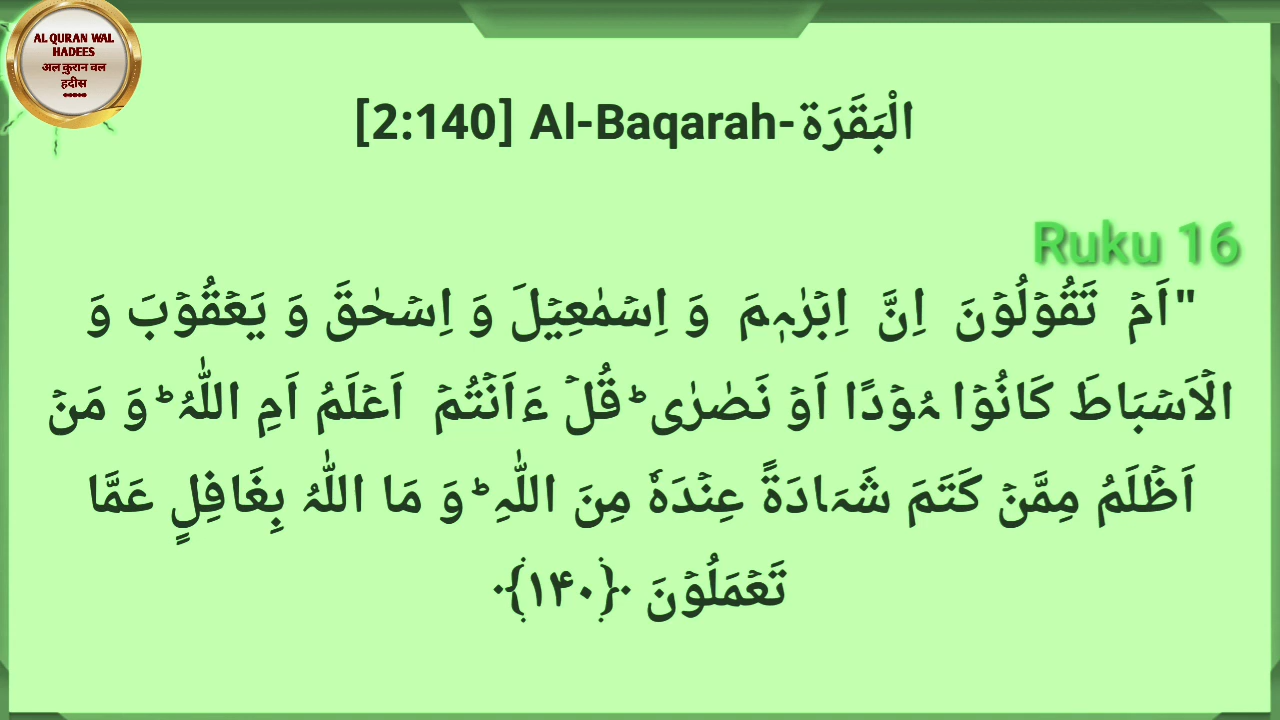 AL QURAN WAL
HADEES
अल कुरान वल
हदीस
[2:140] Al-Baqarah-الْبَقَرَة
Ruku 16
"اَمۡ تَقُوۡلُوۡنَ اِنَّ اِبۡرٰہٖمَ وَ اِسۡمٰعِیۡلَ وَ اِسۡحٰقَ وَ یَعۡقُوۡبَ وَ
الۡاَسۡبَاطَ کَانُوۡا ہُوۡدًا اَوۡ نَصٰرٰی ؕ قُلۡ ءَاَنۡتُمۡ اَعۡلَمُ اَمِ اللّٰہُ ؕ وَ مَنۡ
اَظۡلَمُ مِمَّنۡ کَتَمَ شَہَادَۃً عِنۡدَہٗ مِنَ اللّٰہِ ؕ وَ مَا اللّٰہُ بِغَافِلٍ عَمَّا
تَعۡمَلُوۡنَ ﴿۱۴۰﴾